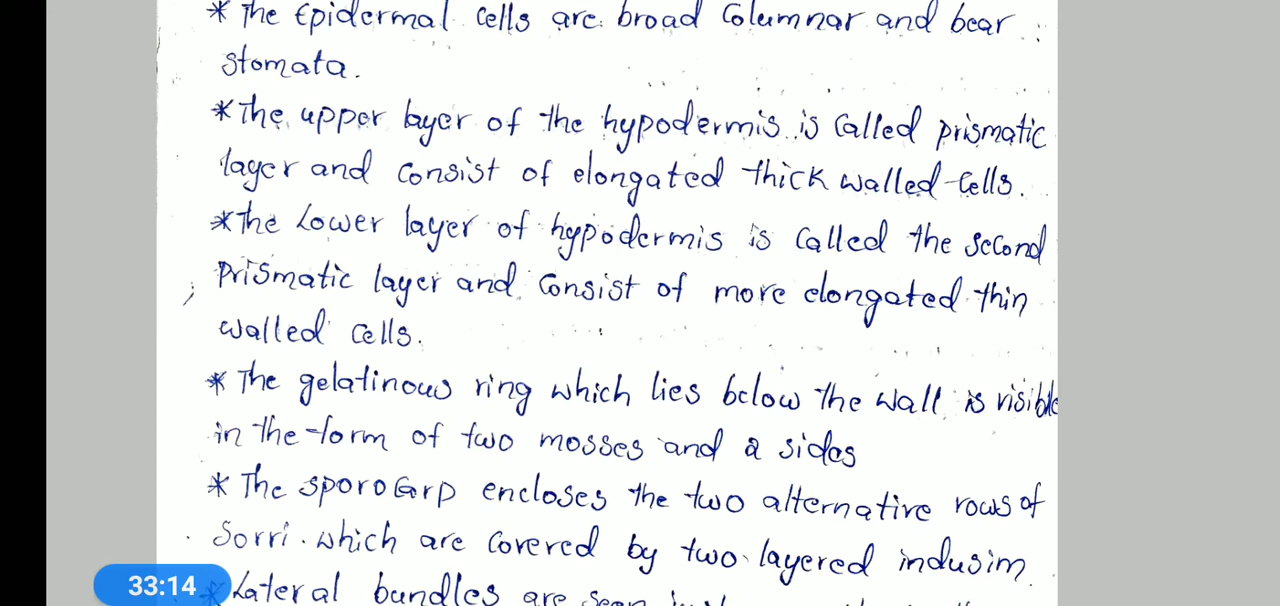 * The Epidermal cells are broad Columnar and bear
stomata.
* The upper layer of the hypodermis is called prismatic
layer and consist of elongated thick walled cells.
* The Lower layer of hypodermis is called the second
prismatic layer and consist of more elongated thin
walled cells.
* The gelatinous ring which lies below the wall is visible
in the form of two mosses and 2 sides
* The sporocarp encloses the two alternative rows of
Sorri. which are covered by two layered indusim.
33:14
* Lateral bundles are seen